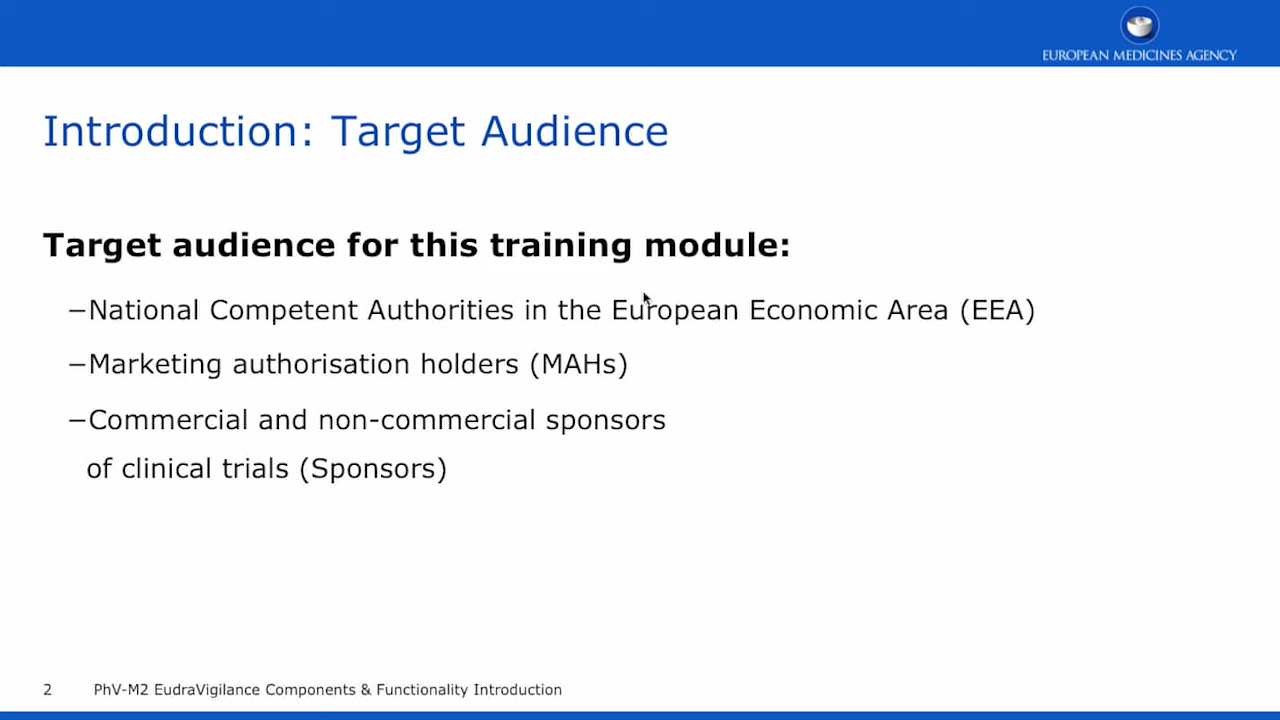 EUROPEAN MEDICINES AGENCY
Introduction: Target Audience
Target audience for this training module:
−National Competent Authorities in the European Economic Area (EEA)
−Marketing authorisation holders (MAHs)
−Commercial and non-commercial sponsors
of clinical trials (Sponsors)
2 PhV-M2 EudraVigilance Components & Functionality Introduction